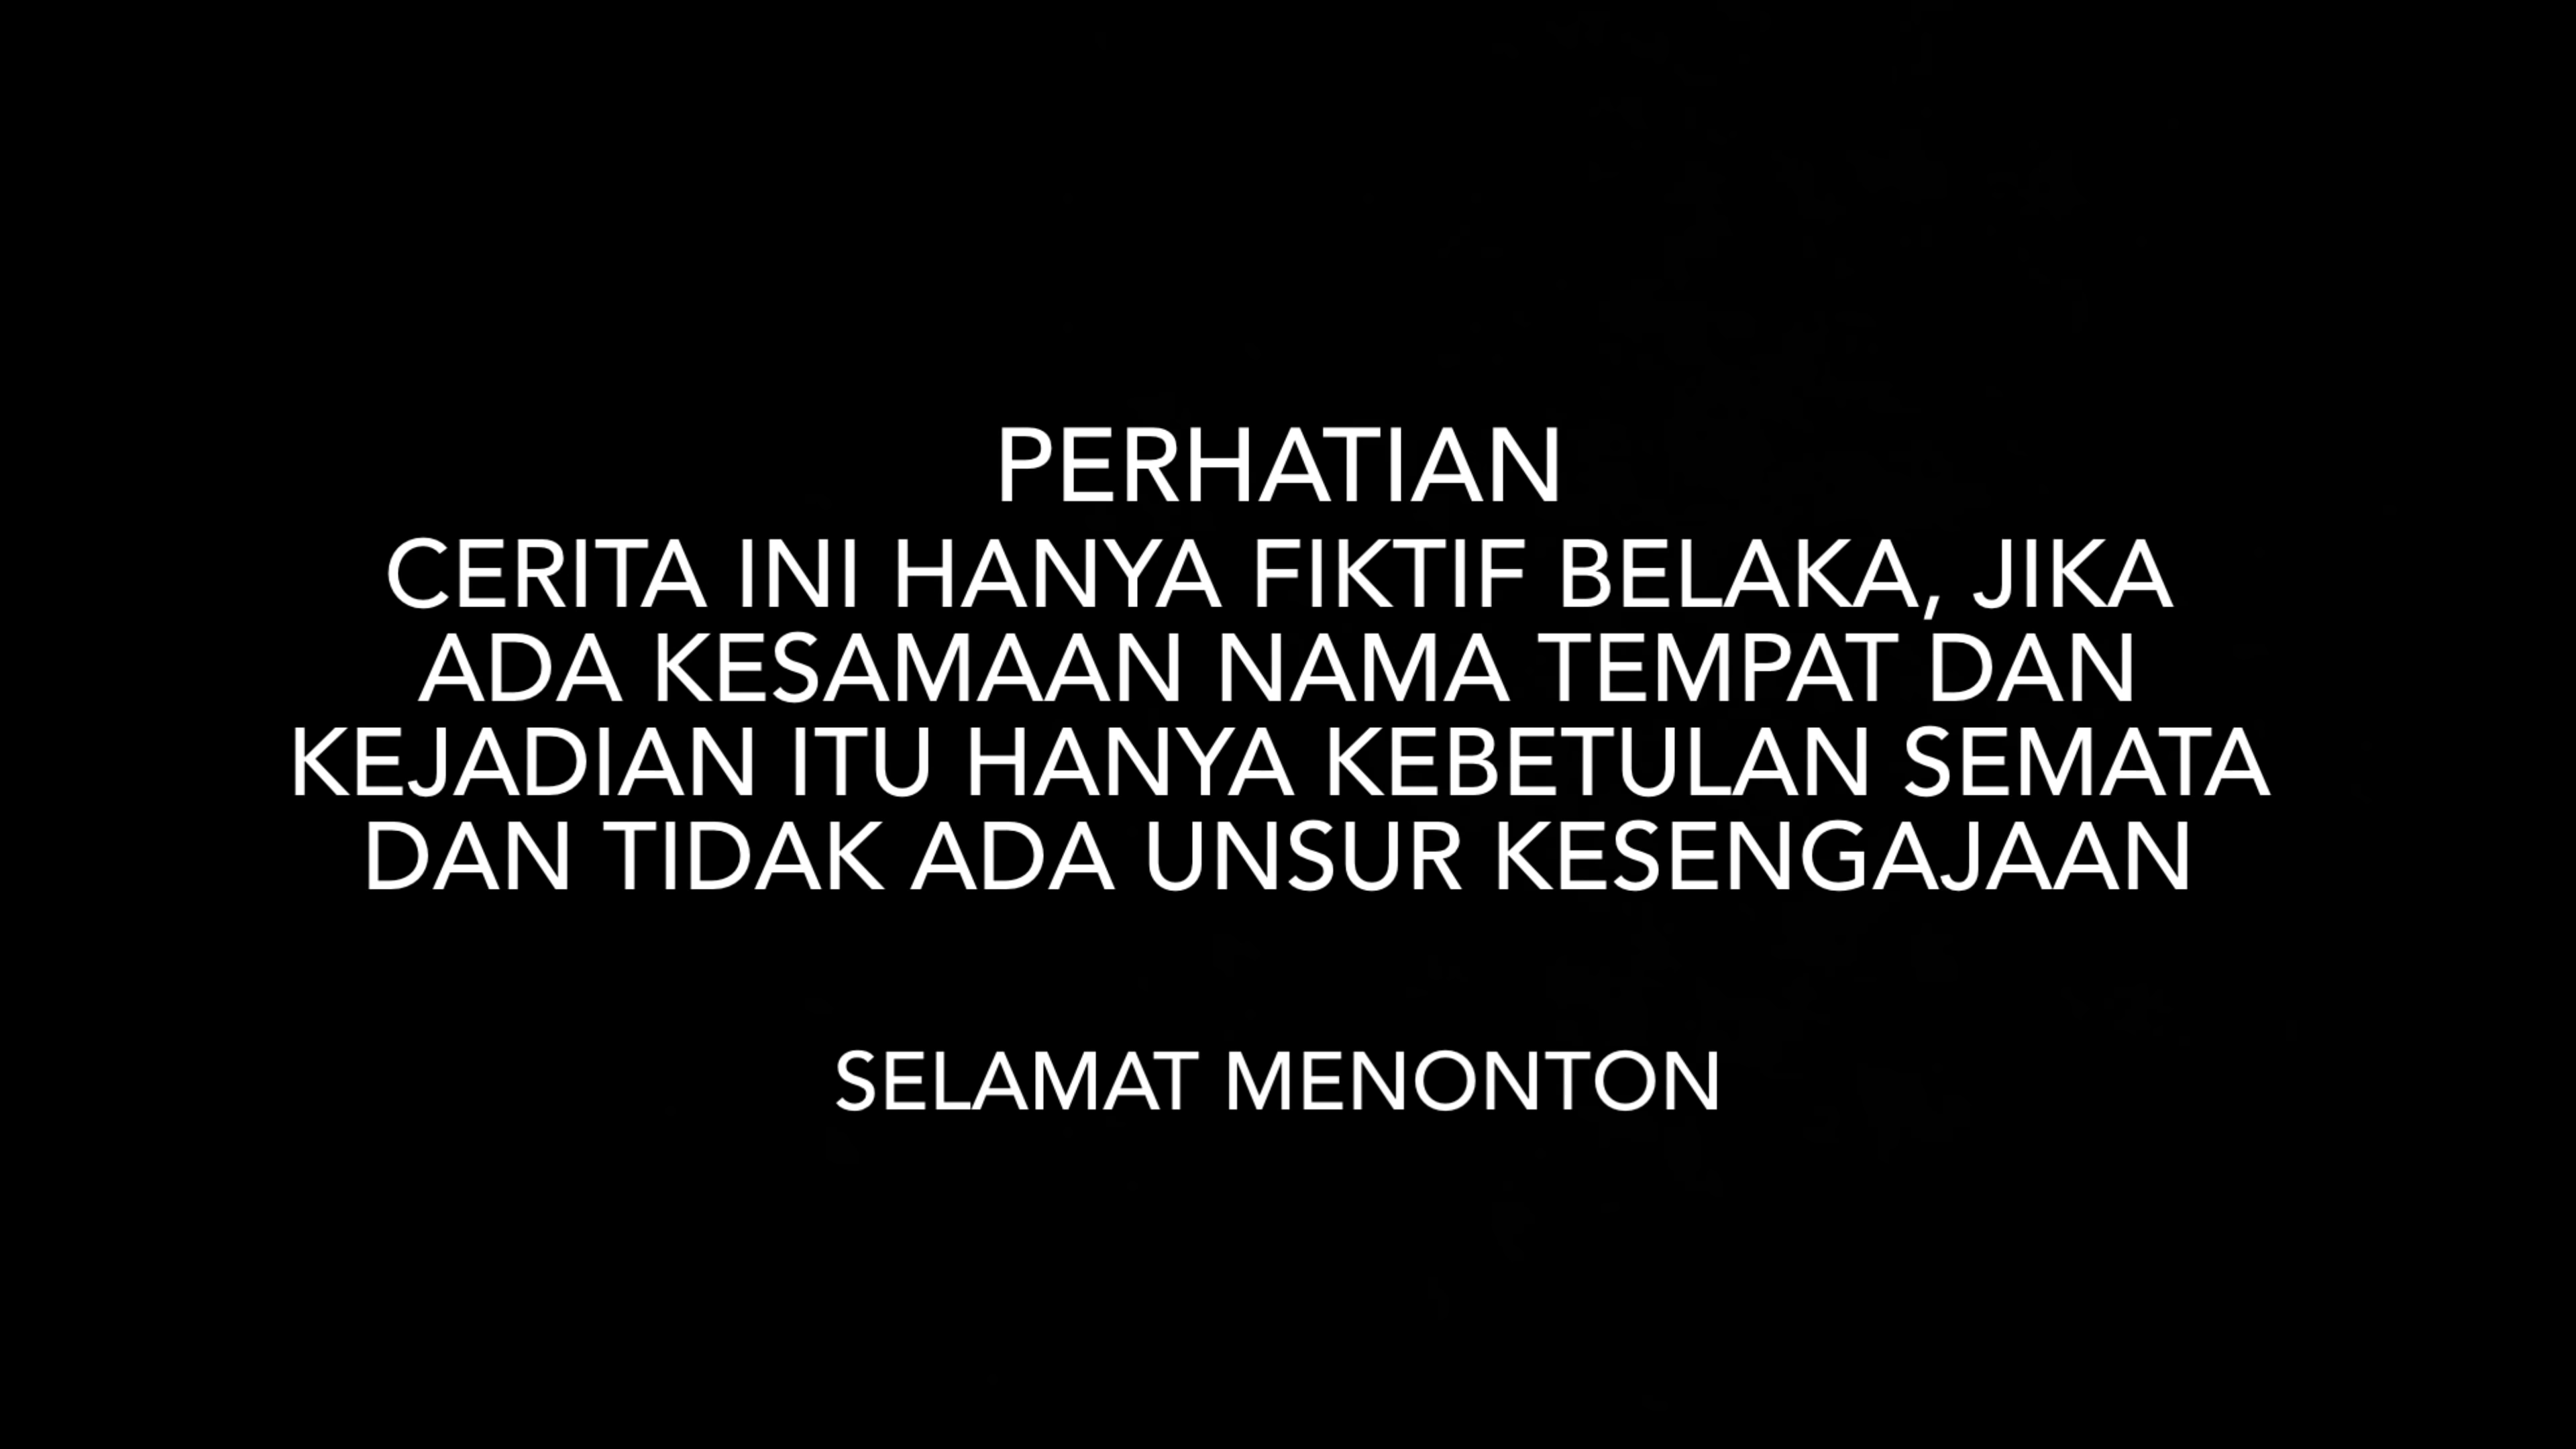 PERHATIAN
CERITA INI HANYA FIKTIF BELAKA, JIKA
ADA KESAMAAN NAMA TEMPAT DAN
KEJADIAN ITU HANYA KEBETULAN SEMATA
DAN TIDAK ADA UNSUR KESENGAJAAN
SELAMAT MENONTON